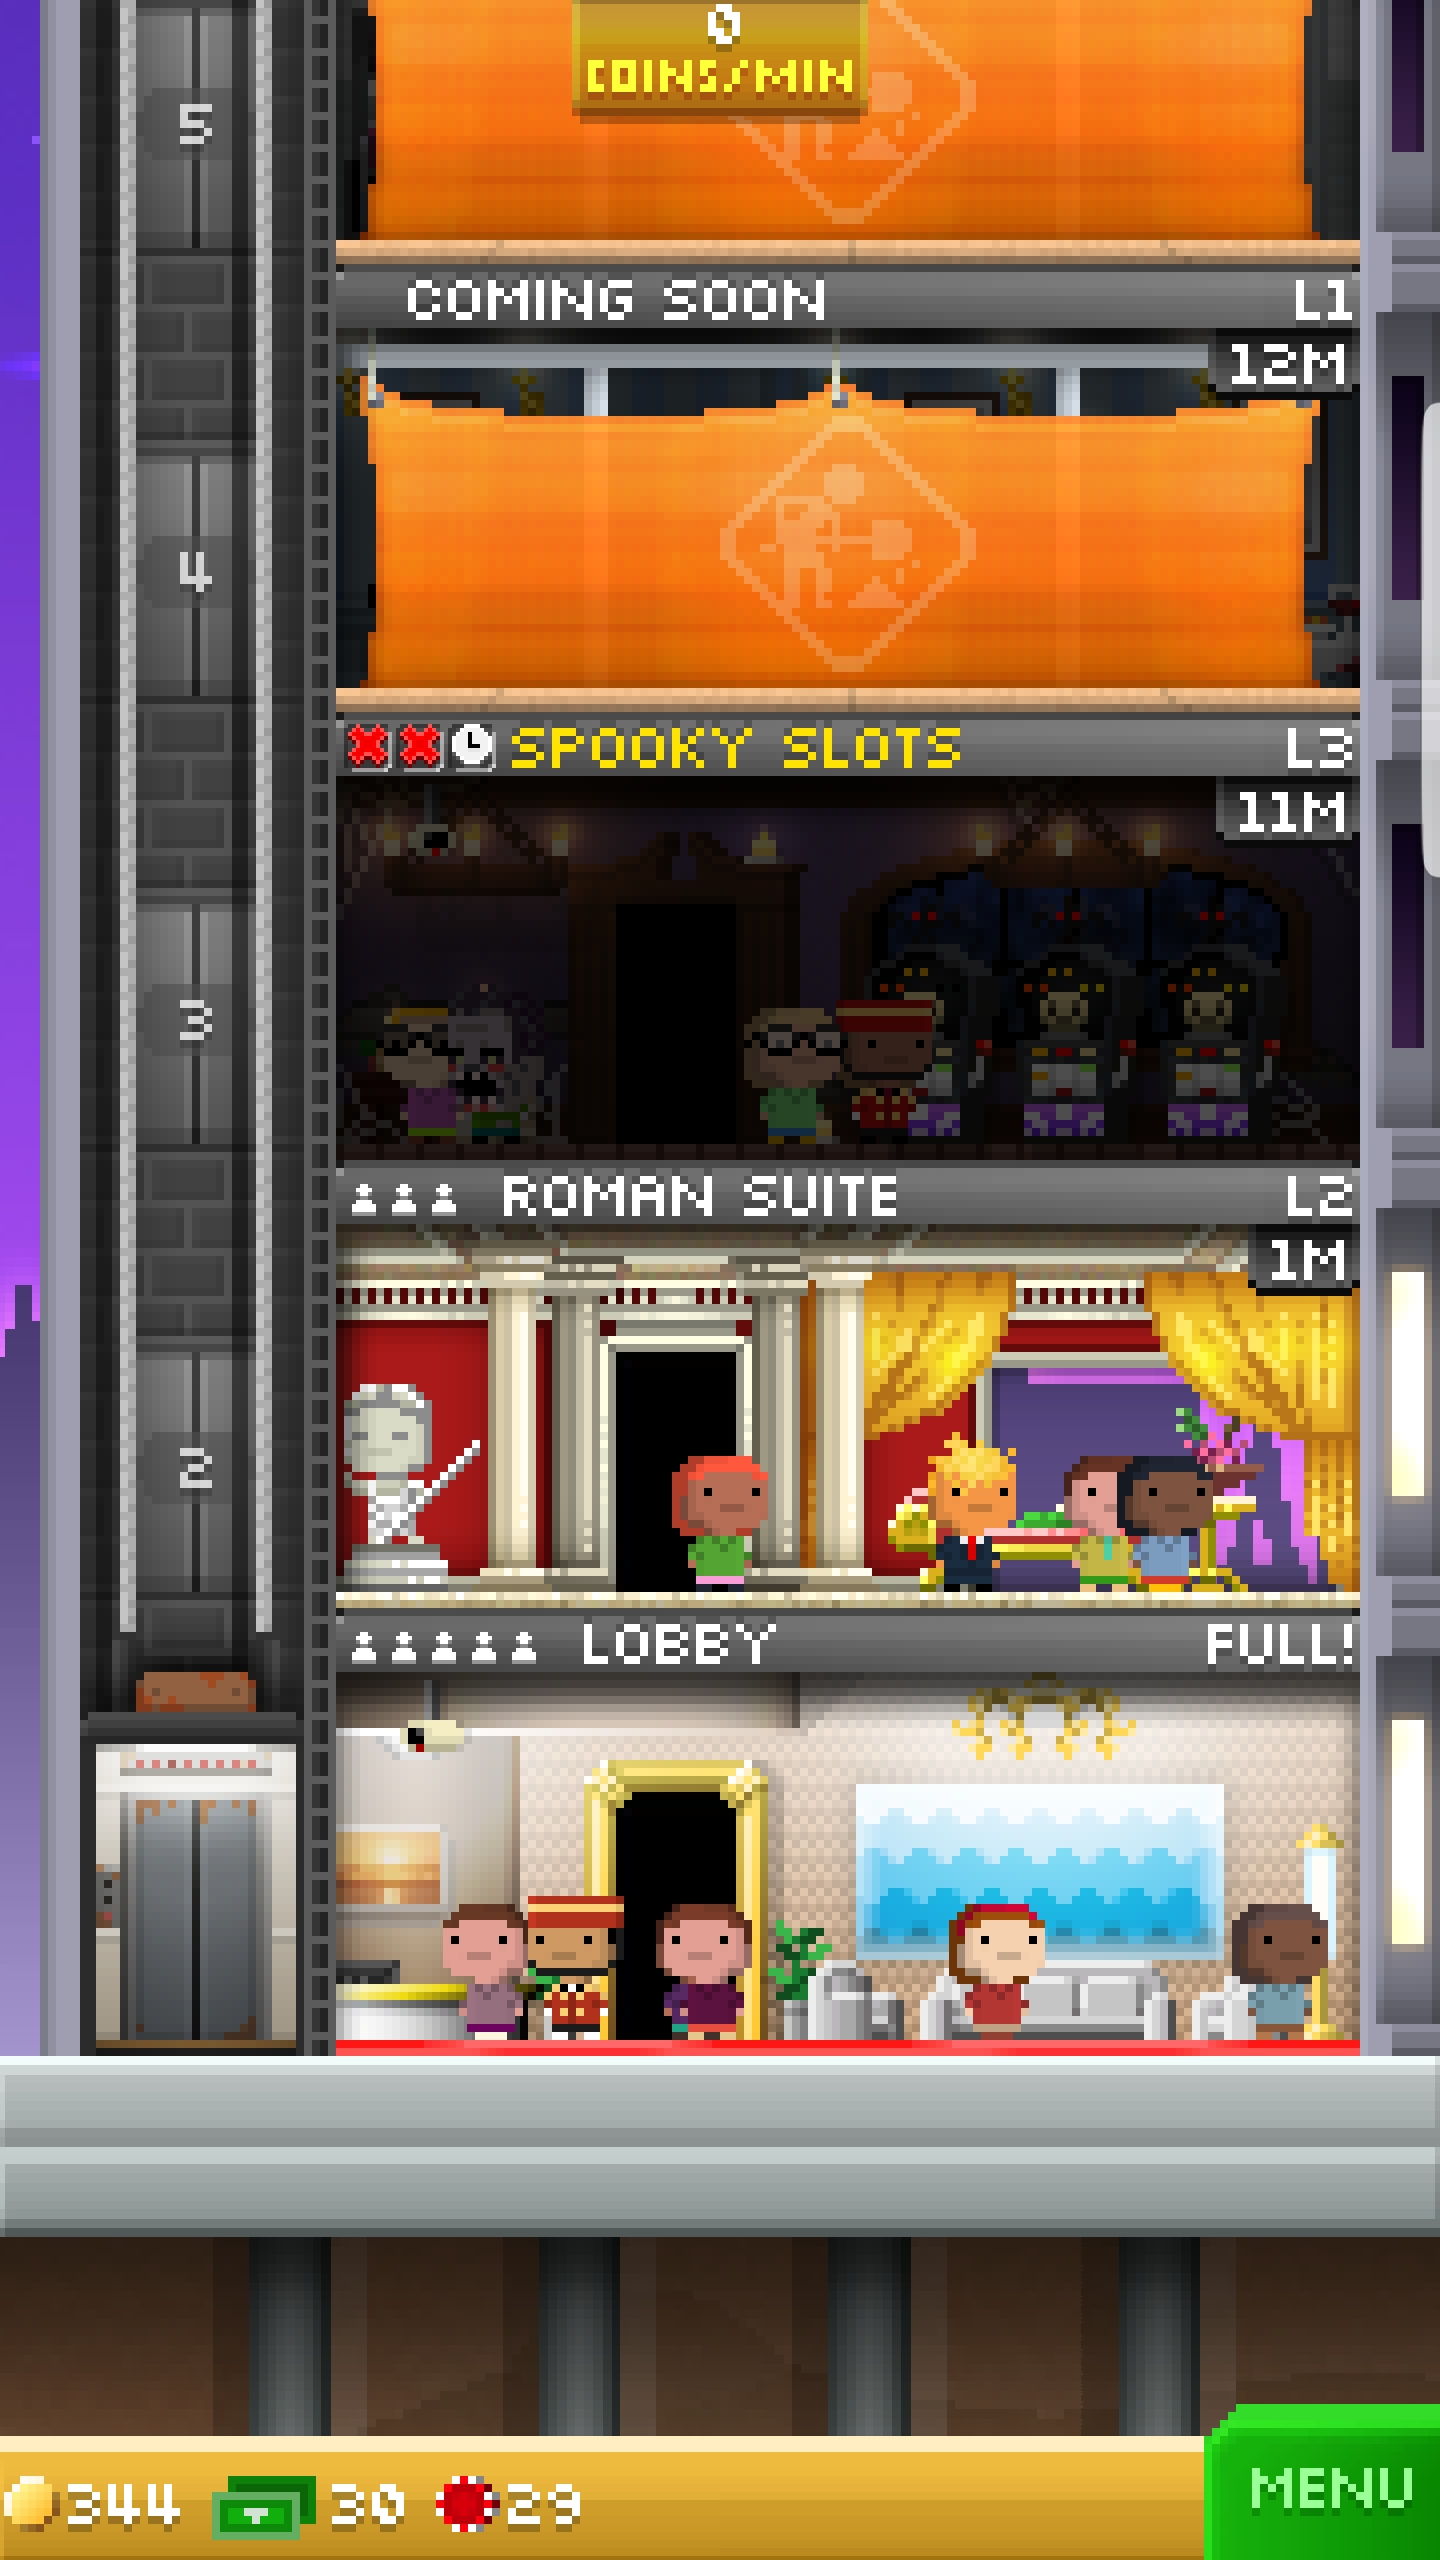 0
COINS/MIN
5
COMING SOON L1
12M
4
SPOOKY SLOTS L3
11M
3
ROMAN SUITE L2
1M
2
LOBBY FULL!
344 30 29 MENU